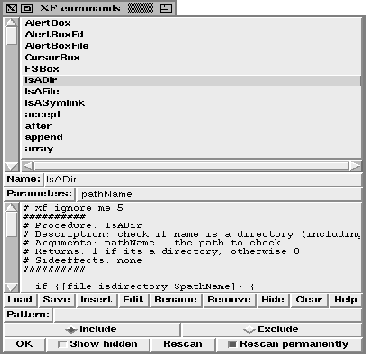 XF commands
AlertBox
AlertBoxFd
AlertBoxFile
CursorBox
FSBox
IsADir
IsAFile
IsASymlink
accept
after
append
array
Name: IsADir
Parameters: pathName
# xf ignore me 5
##########
# Procedure: IsADir
# Description: check if name is a directory (including
# Arguments: pathName - the path to check
# Returns: 1 if its a directory, otherwise 0
# Sideeffects: none
##########
if {[file isdirectory $pathName]} {
Load Save Insert Edit Rename Remove Hide Clear Help
Pattern:
Include Exclude
OK Show hidden Rescan Rescan permanently